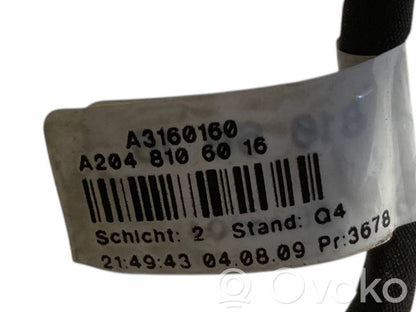 A3160160
A204 810 60 16
Schicht: 2 Stand: Q4
21:49:43 04.08.09 Pr:3678
Ovoko